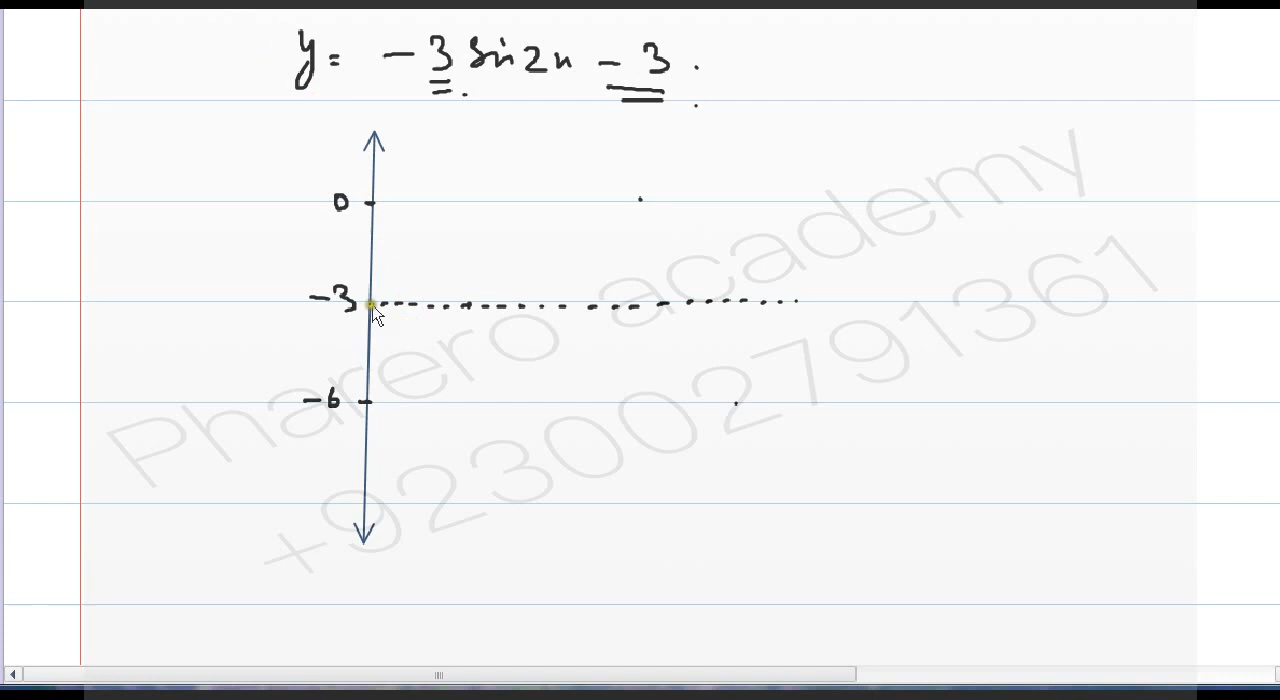 y = -3 sin 2x - 3.
0
-3
-6
Pharero academy
+923002791361